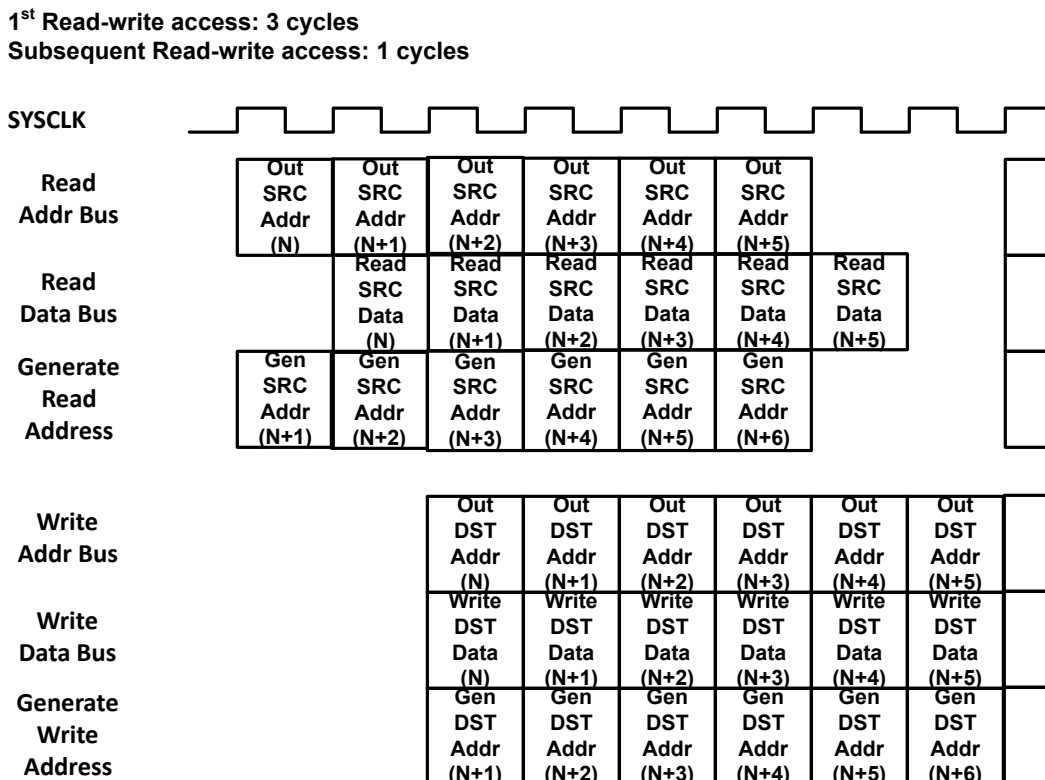 1st Read-write access: 3 cycles
Subsequent Read-write access: 1 cycles
SYSCLK
Read
Addr Bus
Out Out Out Out Out Out
SRC SRC SRC SRC SRC SRC
Addr Addr Addr Addr Addr Addr
(N) (N+1) (N+2) (N+3) (N+4) (N+5)
Read
Data Bus
Read Read Read Read Read Read
SRC SRC SRC SRC SRC SRC
Data Data Data Data Data Data
(N) (N+1) (N+2) (N+3) (N+4) (N+5)
Generate
Read
Address
Gen Gen Gen Gen Gen Gen
SRC SRC SRC SRC SRC SRC
Addr Addr Addr Addr Addr Addr
(N+1) (N+2) (N+3) (N+4) (N+5) (N+6)
Write
Addr Bus
Out Out Out Out Out Out
DST DST DST DST DST DST
Addr Addr Addr Addr Addr Addr
(N) (N+1) (N+2) (N+3) (N+4) (N+5)
Write
Data Bus
Write Write Write Write Write Write
DST DST DST DST DST DST
Data Data Data Data Data Data
(N) (N+1) (N+2) (N+3) (N+4) (N+5)
Generate
Write
Address
Gen Gen Gen Gen Gen Gen
DST DST DST DST DST DST
Addr Addr Addr Addr Addr Addr
(N+1) (N+2) (N+3) (N+4) (N+5) (N+6)